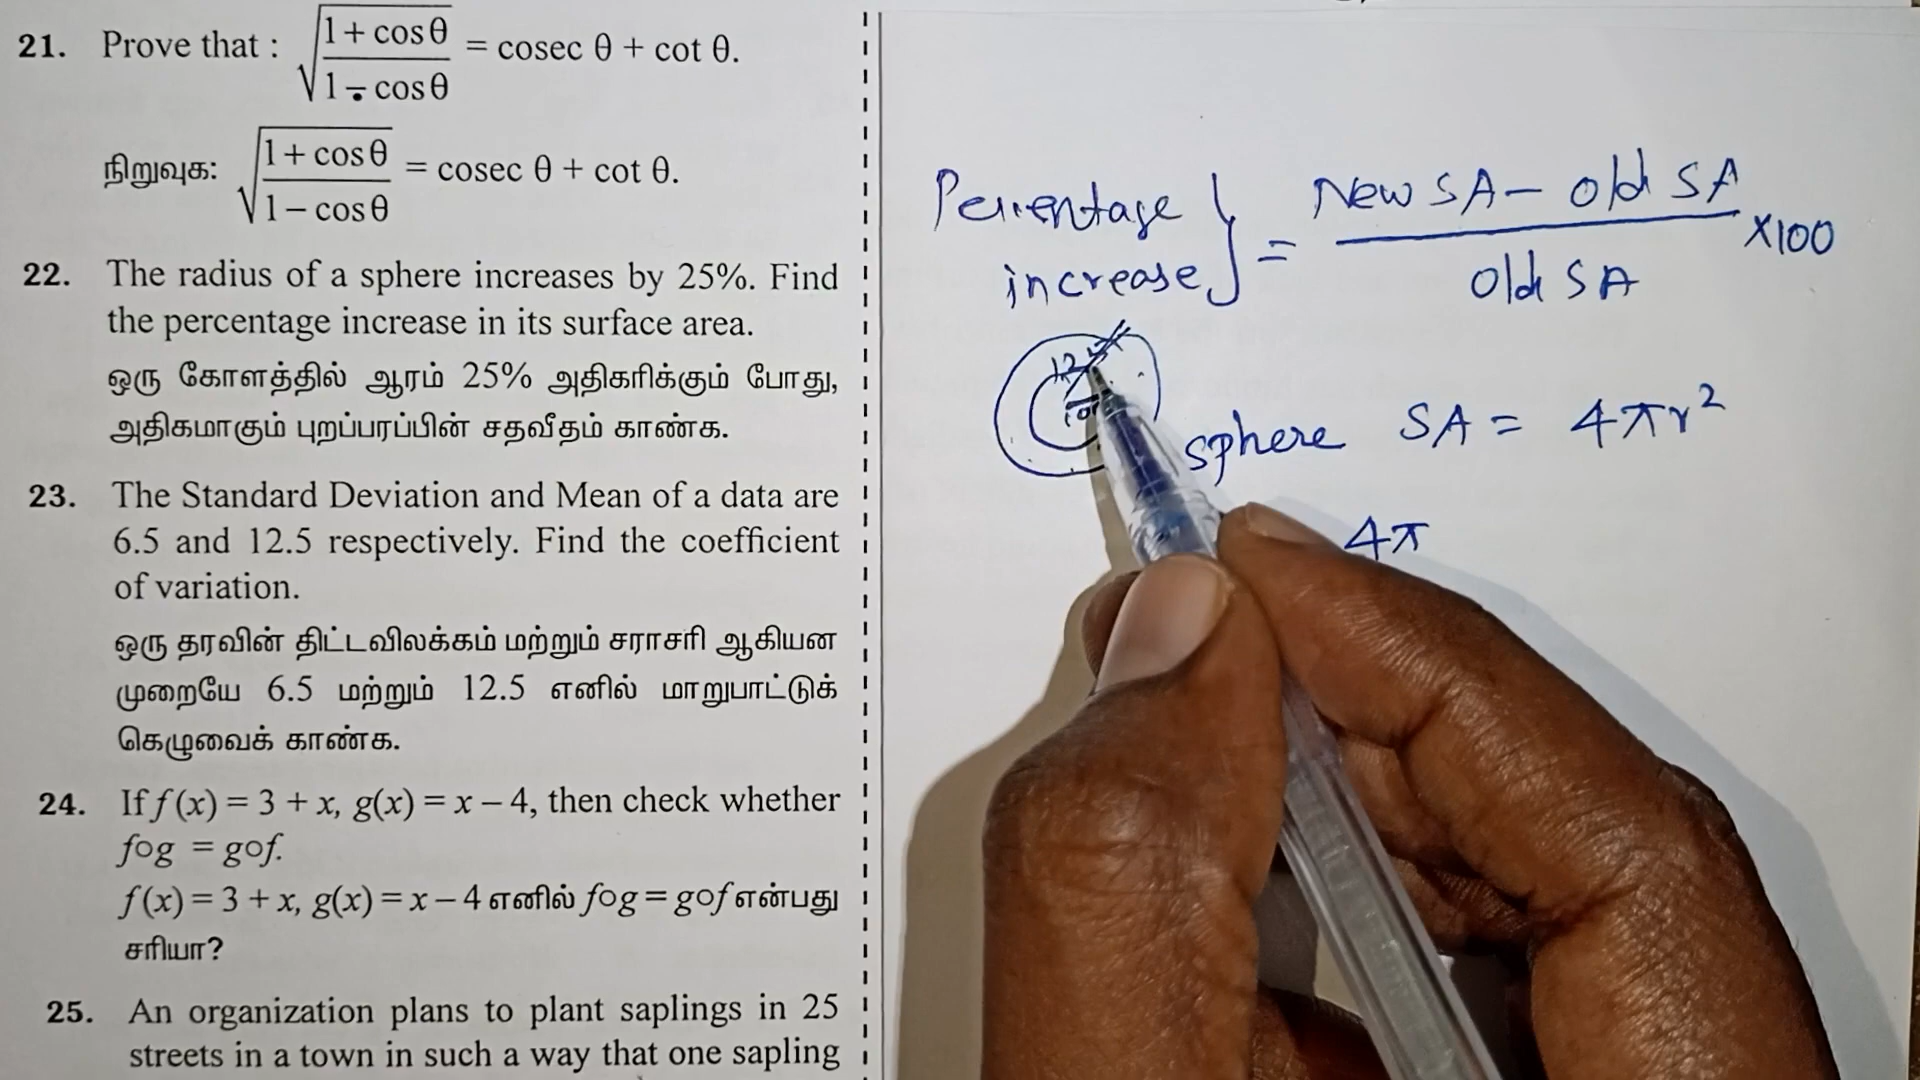 21. Prove that : √(1 + cosθ / 1 - cosθ) = cosec θ + cot θ.
நிறுவுக: √(1 + cosθ / 1 – cosθ) = cosec θ + cot θ.
22. The radius of a sphere increases by 25%. Find
the percentage increase in its surface area.
ஒரு கோளத்தில் ஆரம் 25% அதிகரிக்கும் போது,
அதிகமாகும் புறப்பரப்பின் சதவீதம் காண்க.
23. The Standard Deviation and Mean of a data are
6.5 and 12.5 respectively. Find the coefficient
of variation.
ஒரு தரவின் திட்டவிலக்கம் மற்றும் சராசரி ஆகியன
முறையே 6.5 மற்றும் 12.5 எனில் மாறுபாட்டுக்
கெழுவைக் காண்க.
24. If f(x) = 3 + x, g(x) = x – 4, then check whether
fog = gof.
f(x) = 3 + x, g(x) = x – 4 எனில் fog = gof என்பது
சரியா?
25. An organization plans to plant saplings in 25
streets in a town in such a way that one sapling
Percentage increase } = New SA – old SA / old SA × 100
sphere SA = 4πr²
4π